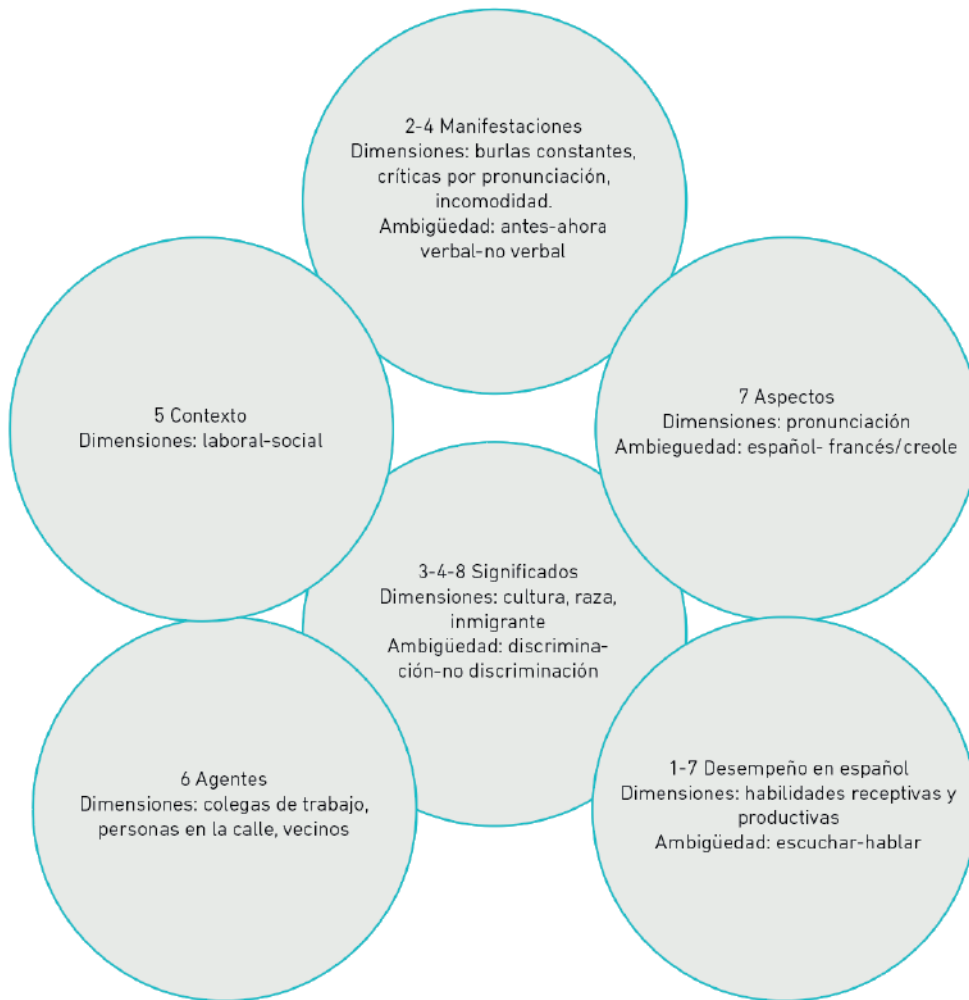 2-4 Manifestaciones
Dimensiones: burlas constantes,
críticas por pronunciación,
incomodidad.
Ambigüedad: antes-ahora
verbal-no verbal
5 Contexto
Dimensiones: laboral-social
7 Aspectos
Dimensiones: pronunciación
Ambieguedad: español- francés/creole
3-4-8 Significados
Dimensiones: cultura, raza,
inmigrante
Ambigüedad: discrimina-
ción-no discriminación
6 Agentes
Dimensiones: colegas de trabajo,
personas en la calle, vecinos
1-7 Desempeño en español
Dimensiones: habilidades receptivas y
productivas
Ambigüedad: escuchar-hablar